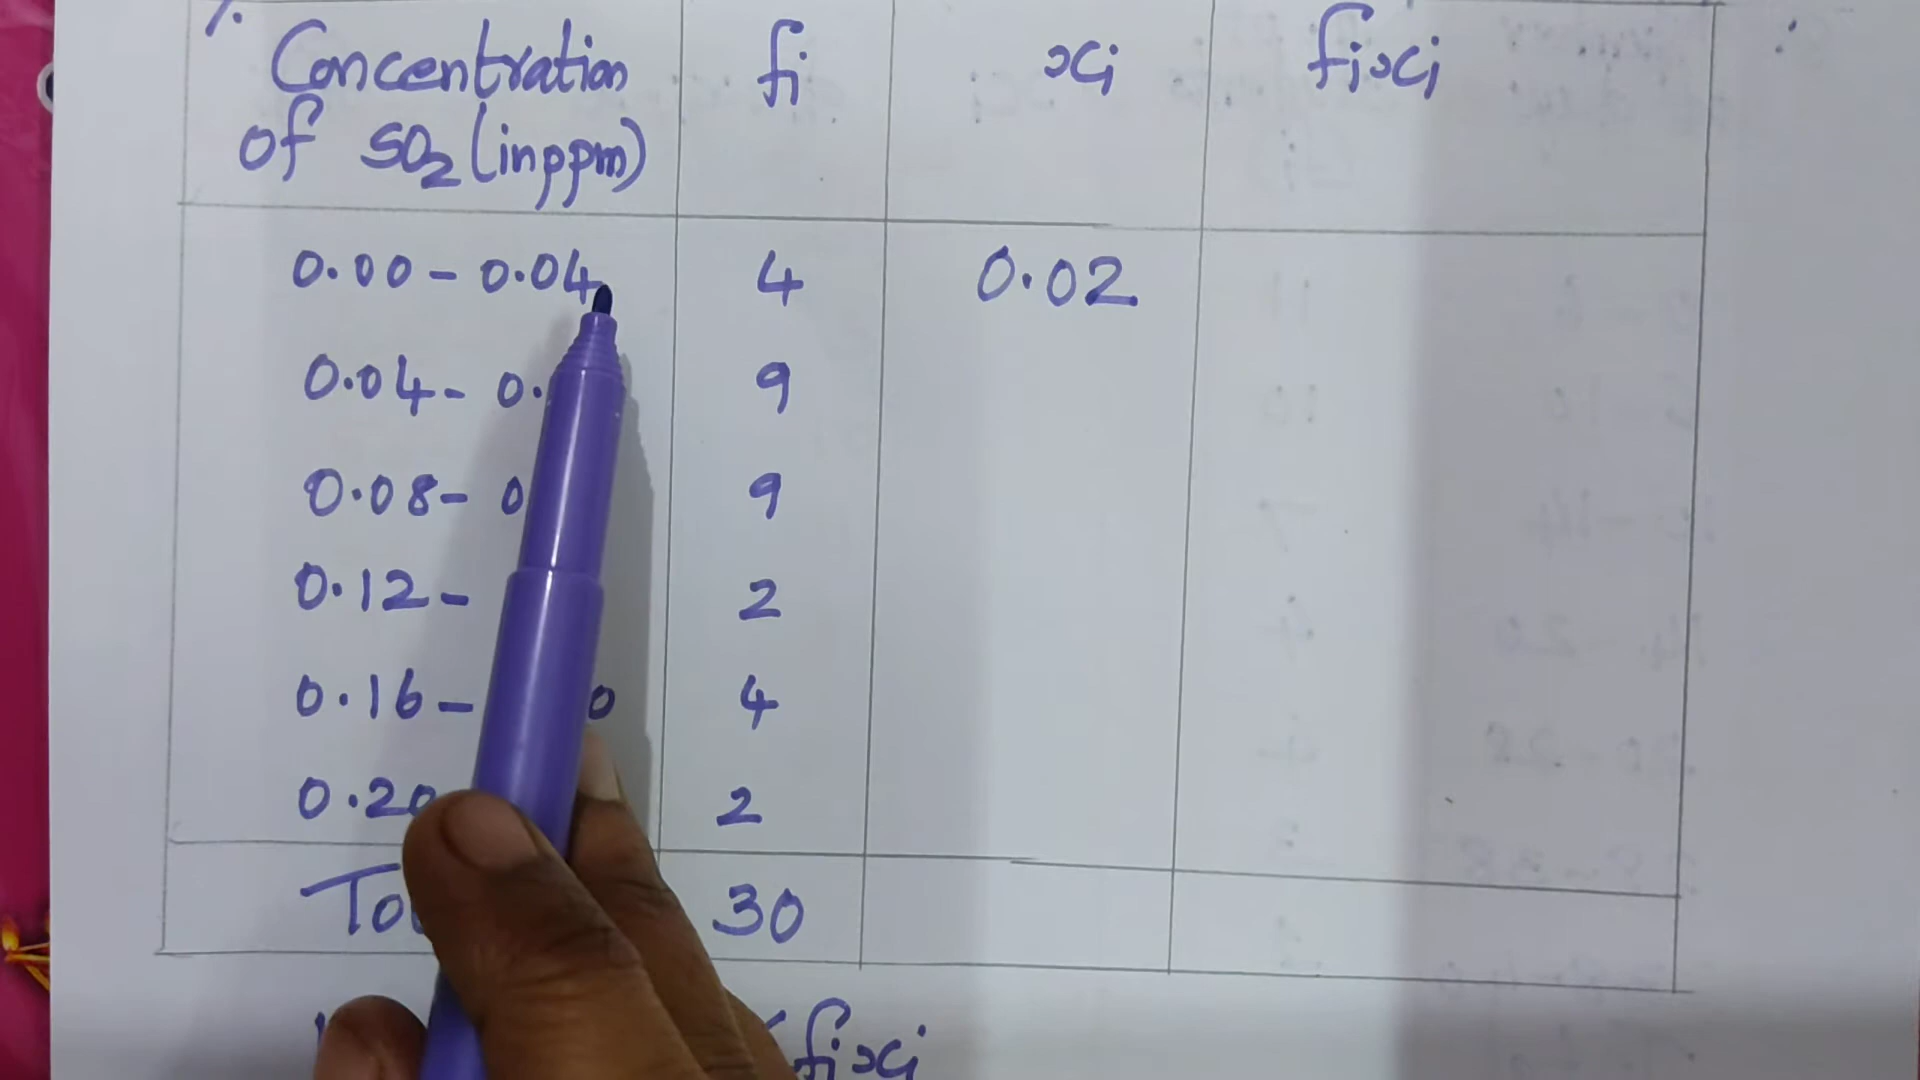 Concentration of SO2 (in ppm) fi xi fixi
0.00 - 0.04 4 0.02
0.04 - 0. 9
0.08 - 0 9
0.12 - 2
0.16 - 0 4
0.20 2
30
fixi